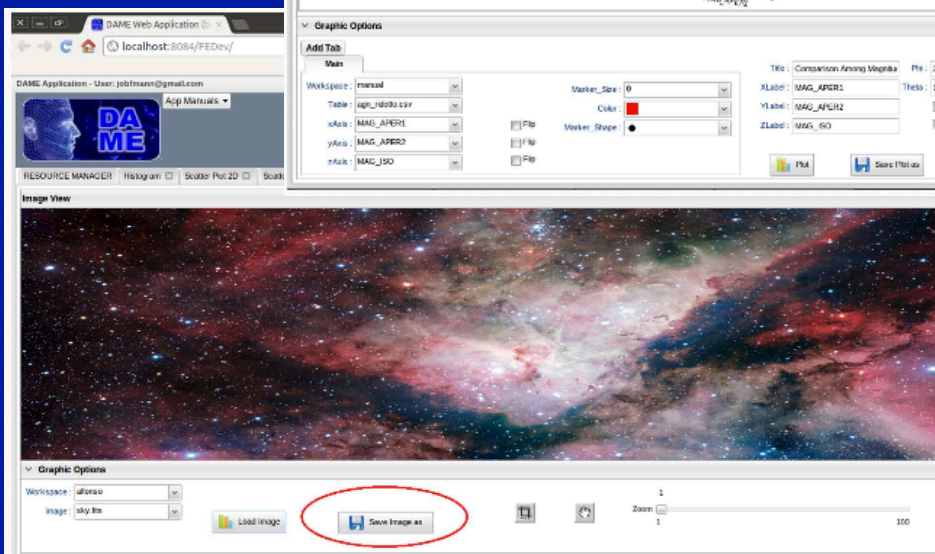 DAME Web Application (b
localhost:8084/FEDev/
DAME Application - User: jobfmann@gmail.com
App Manuals
DA
ME
RESOURCE MANAGER Histogram Scatter Plot 2D
Graphic Options
Add Tab
Main
Workspace : manual
Table :
xAxis : MAG_APER1 Flip
yAxis : MAG_APER2 Flip
zAxis : MAG_ISO Flip
Marker_Size : 0
Color :
Marker_Shape :
Title : Comparison Among Magnitu
XLabel : MAG_APER1
YLabel : MAG_APER2
ZLabel : MAG_ISO
Phi :
Theta :
Plot
Save Plot as
Image View
Graphic Options
Workspace : alfonso
Image : sky.fits
Load Image
Save Image as
1
Zoom
1 100